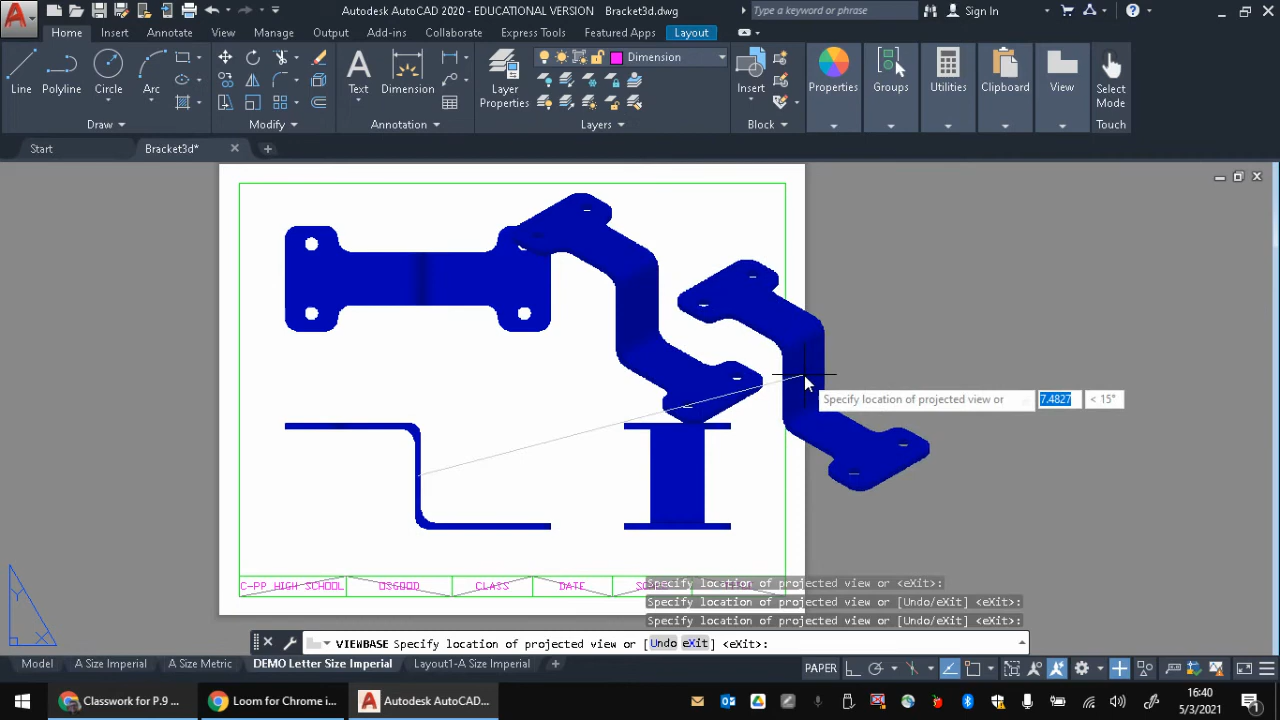 Autodesk AutoCAD 2020 - EDUCATIONAL VERSION Bracket3d.dwg
Type a keyword or phrase
Sign In
Home Insert Annotate View Manage Output Add-ins Collaborate Express Tools Featured Apps Layout
Line Polyline Circle Arc
Text Dimension
Layer Properties
Dimension
Insert
Properties Groups Utilities Clipboard View
Select Mode
Draw Modify Annotation Layers Block Touch
Start Bracket3d*
Specify location of projected view or 7.4827 < 15°
C-PP HIGH SCHOOL OSGOOD CLASS DATE
Specify location of projected view or <eXit>:
Specify location of projected view or [Undo/eXit] <eXit>:
Specify location of projected view or [Undo/eXit] <eXit>:
VIEWBASE Specify location of projected view or [Undo eXit] <eXit>:
Y
X
Model A Size Imperial A Size Metric DEMO Letter Size Imperial Layout1-A Size Imperial
PAPER
Classwork for P.9 ... Loom for Chrome i... Autodesk AutoCAD...
16:40
5/3/2021
1